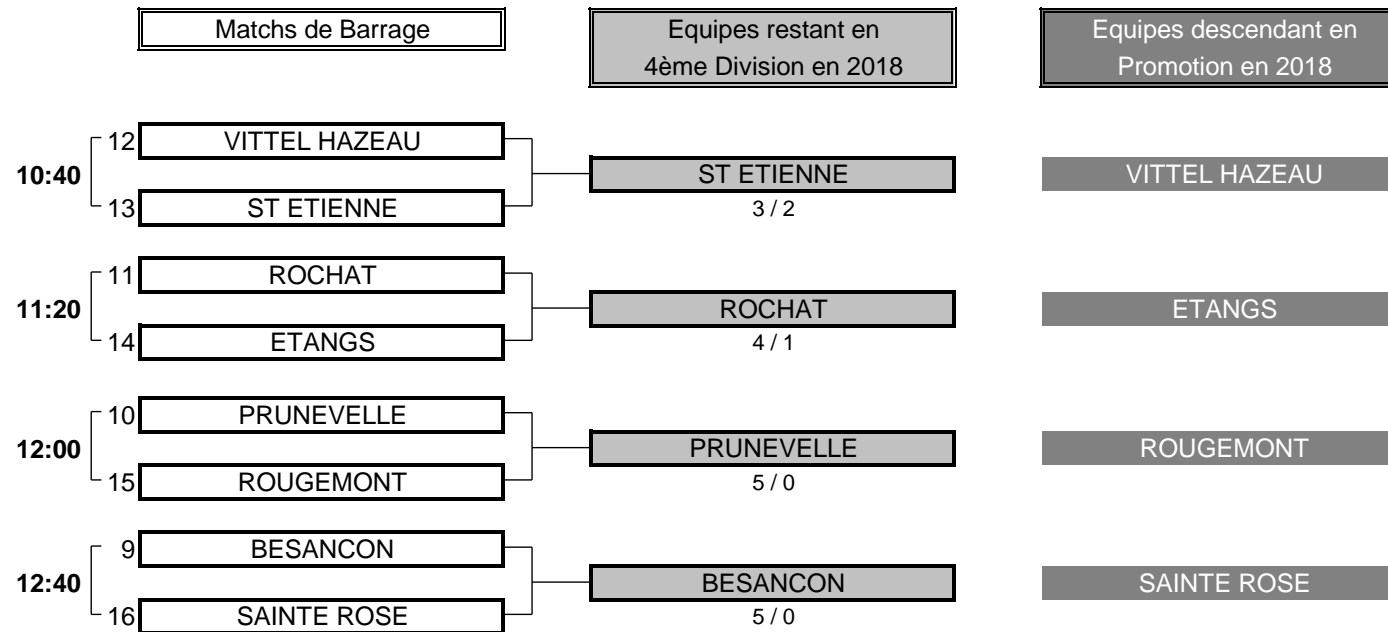 Matchs de Barrage
Equipes restant en
4ème Division en 2018
Equipes descendant en
Promotion en 2018
10:40
12 VITTEL HAZEAU
13 ST ETIENNE
ST ETIENNE
3 / 2
VITTEL HAZEAU
11:20
11 ROCHAT
14 ETANGS
ROCHAT
4 / 1
ETANGS
12:00
10 PRUNEVELLE
15 ROUGEMONT
PRUNEVELLE
5 / 0
ROUGEMONT
12:40
9 BESANCON
16 SAINTE ROSE
BESANCON
5 / 0
SAINTE ROSE